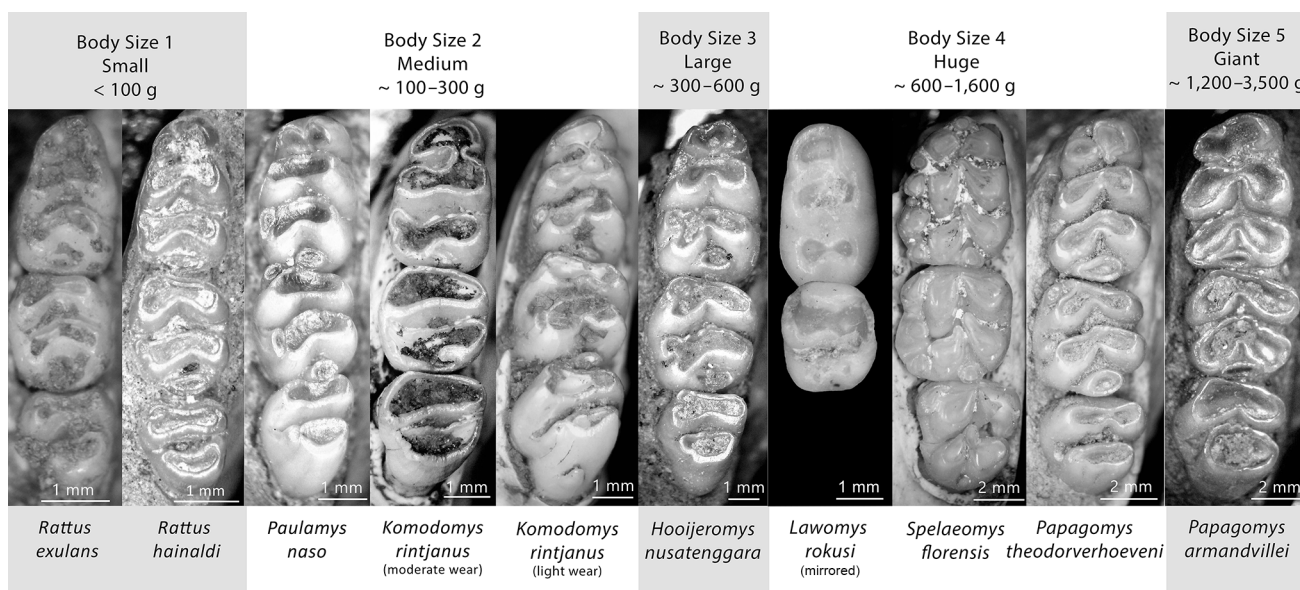 Body Size 1
Small
< 100 g
Body Size 2
Medium
~ 100–300 g
Body Size 3
Large
~ 300–600 g
Body Size 4
Huge
~ 600–1,600 g
Body Size 5
Giant
~ 1,200–3,500 g
1 mm
1 mm
1 mm
1 mm
1 mm
1 mm
1 mm
2 mm
2 mm
2 mm
Rattus
exulans
Rattus
hainaldi
Paulamys
naso
Komodomys
rintjanus
(moderate wear)
Komodomys
rintjanus
(light wear)
Hooijeromys
nusatenggara
Lawomys
rokusi
(mirrored)
Spelaeomys
florensis
Papagomys
theodorverhoeveni
Papagomys
armandvillei